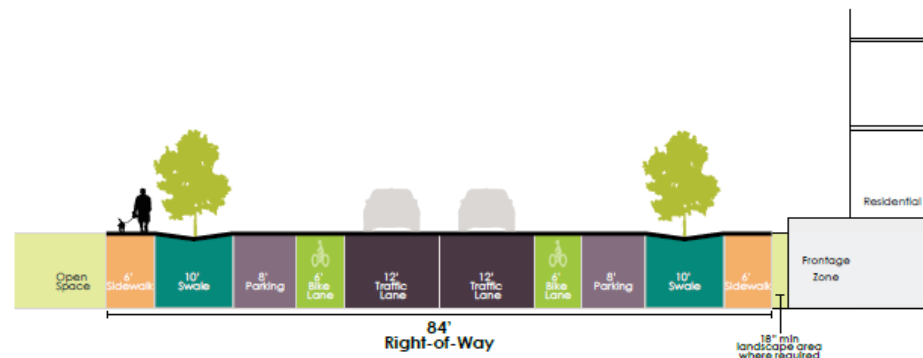 Residential
Open
Space
6'
Sidewalk
10'
Swale
8'
Parking
6'
Bike
Lane
12'
Traffic
Lane
12'
Traffic
Lane
6'
Bike
Lane
8'
Parking
10'
Swale
6'
Sidewalk
Frontage
Zone
84'
Right-of-Way
18" min
landscape area
where required